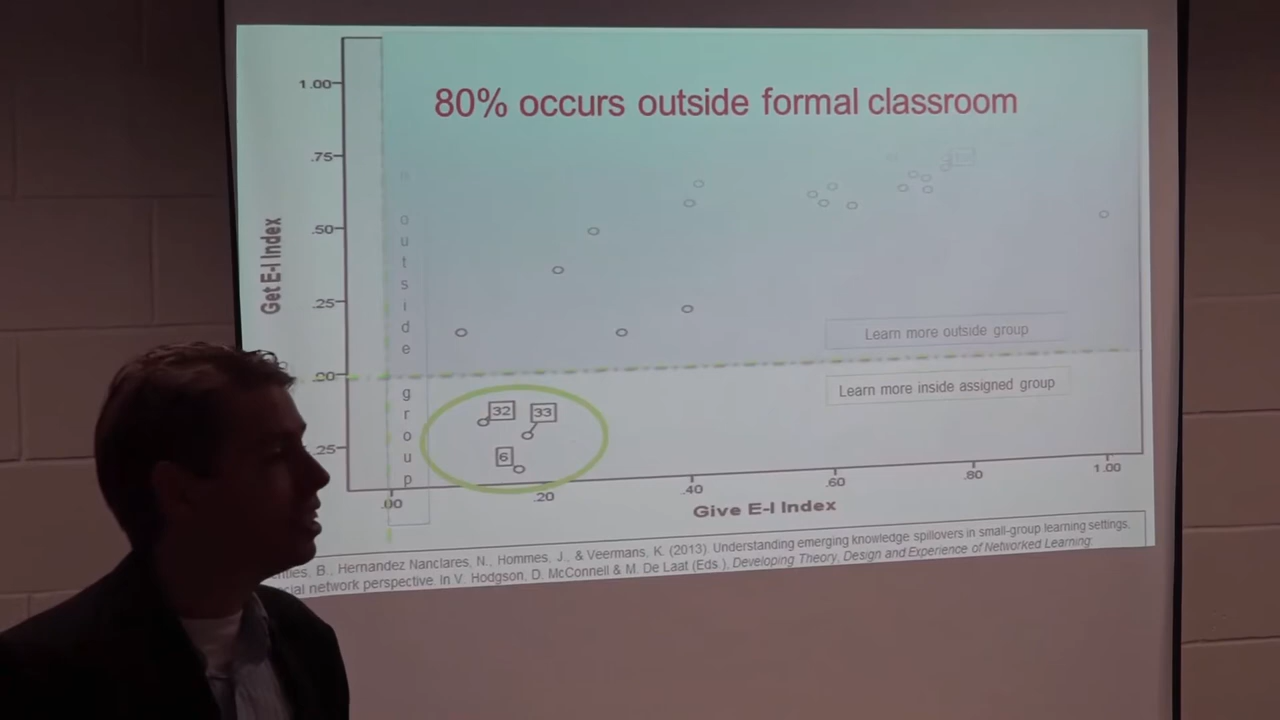 80% occurs outside formal classroom
1.00
.75
.50
.25
.00
.25
Get E-I Index
outside
group
Learn more outside group
Learn more inside assigned group
32
33
6
.00
.20
.40
.60
.80
1.00
Give E-I Index
B., Hernandez Nanclares, N., Hommes, J., & Veermans, K. (2013). Understanding emerging knowledge spillovers in small-group learning settings,
network perspective. In V. Hodgson, D. McConnell & M. De Laat (Eds.), Developing Theory, Design and Experience of Networked Learning: